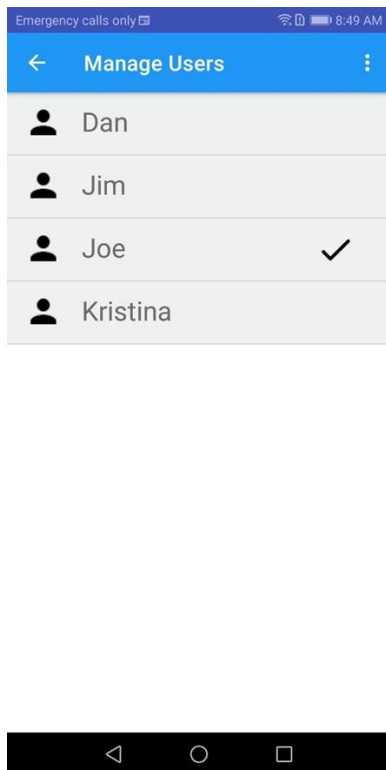 Emergency calls only 8:49 AM
Manage Users
Dan
Jim
Joe
Kristina